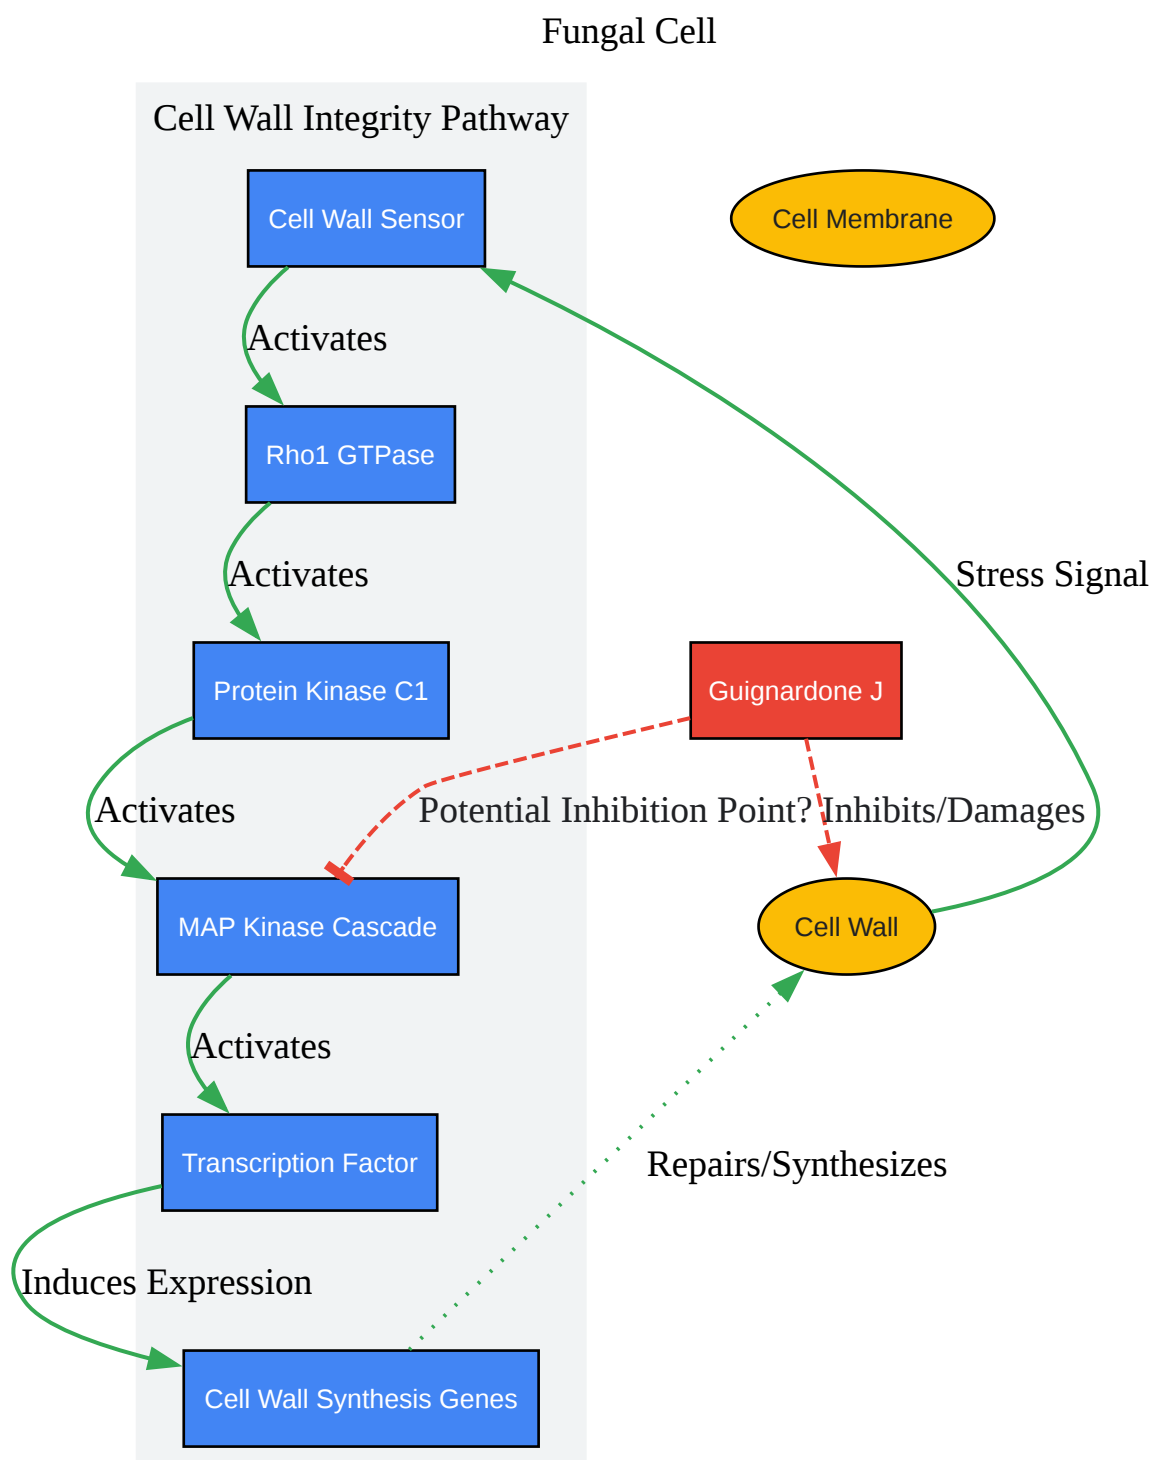 Fungal Cell
Cell Wall Integrity Pathway
Cell Wall Sensor
Cell Membrane
Activates
Rho1 GTPase
Activates
Stress Signal
Protein Kinase C1
Guignardone J
Activates
Potential Inhibition Point?
Inhibits/Damages
MAP Kinase Cascade
Cell Wall
Activates
Transcription Factor
Repairs/Synthesizes
Induces Expression
Cell Wall Synthesis Genes